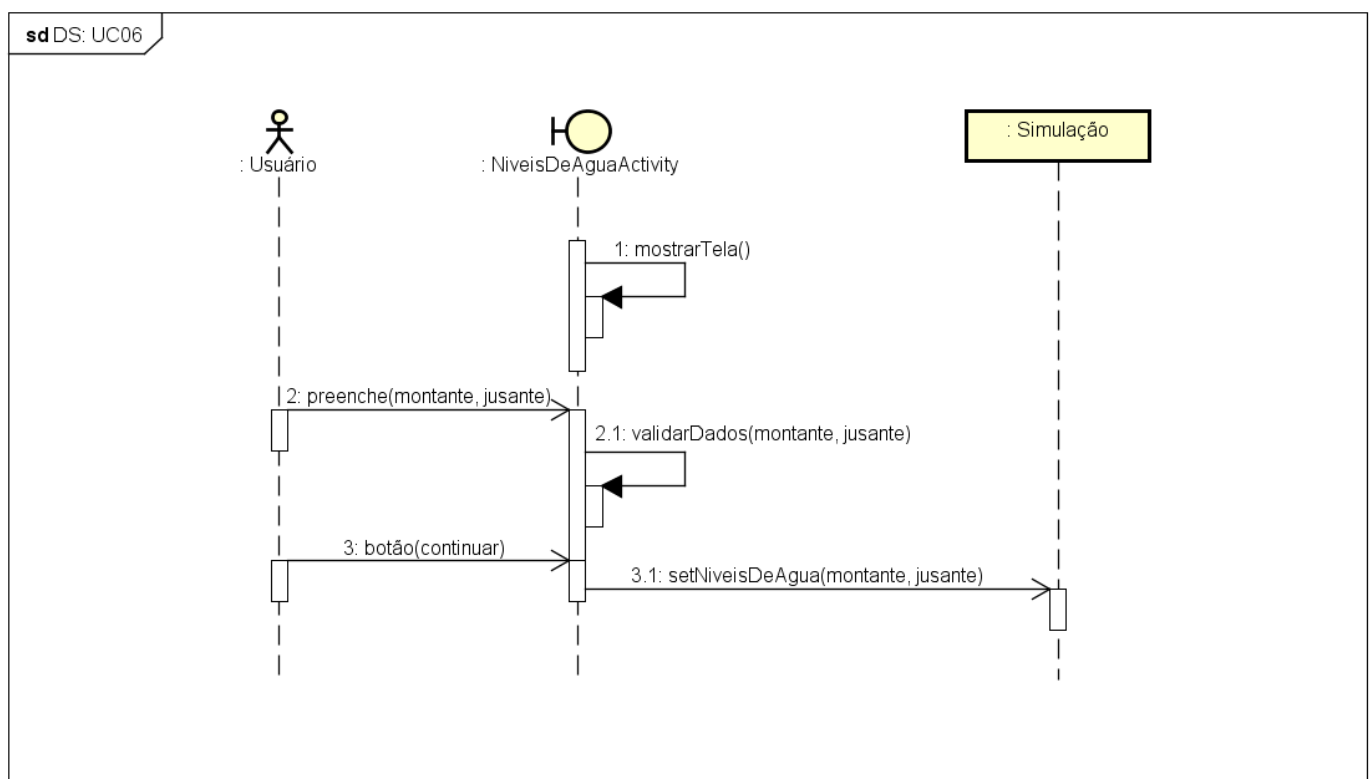 sd DS: UC06
: Usuário
: NiveisDeAguaActivity
: Simulação
1: mostrarTela()
2: preenche(montante, jusante)
2.1: validarDados(montante, jusante)
3: botão(continuar)
3.1: setNiveisDeAgua(montante, jusante)